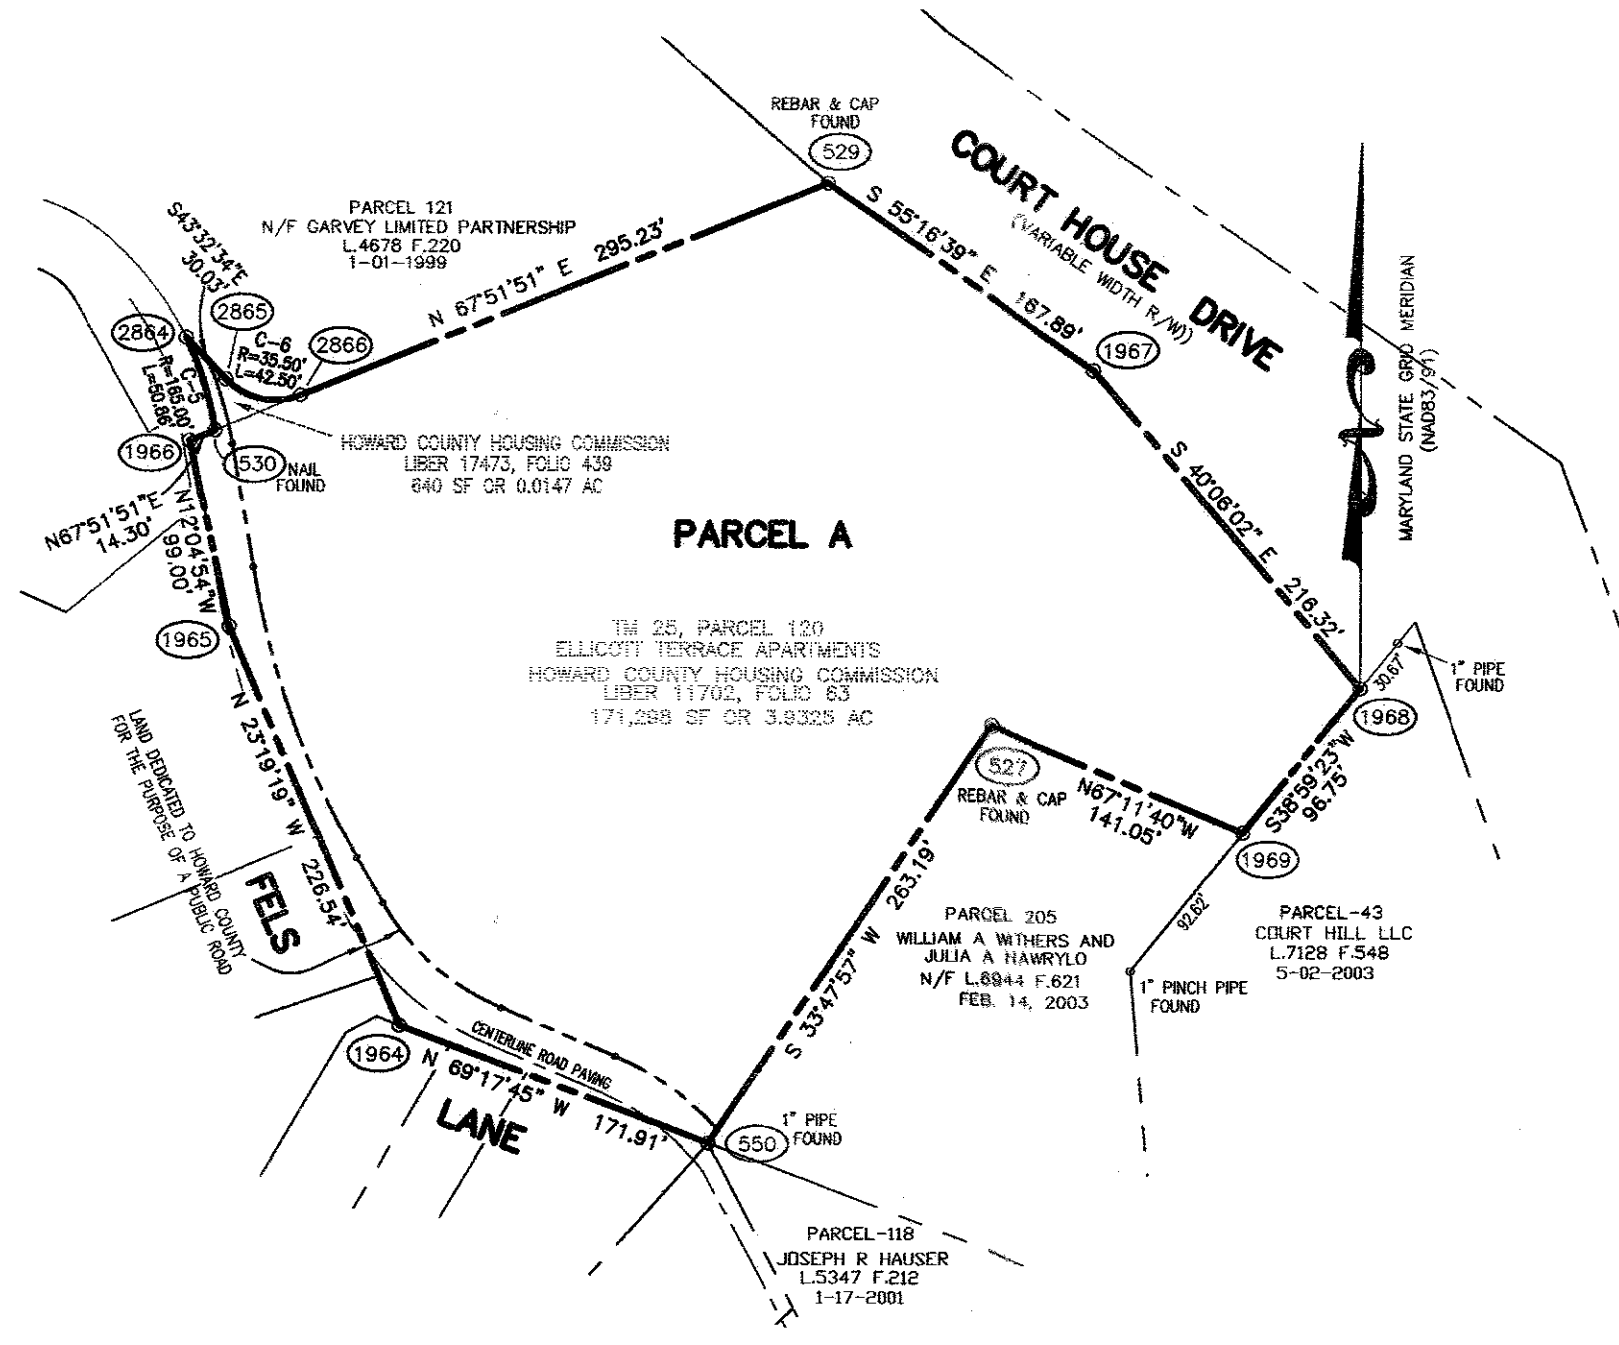 REBAR & CAP
FOUND
529
COURT HOUSE DRIVE
(VARIABLE WIDTH R/W))
S 55°16'39" E 167.89'
1967
MARYLAND STATE GRID MERIDIAN
(NAD83/91)
PARCEL 121
N/F GARVEY LIMITED PARTNERSHIP
L.4678 F.220
1-01-1999
N 67°51'51" E 295.23'
S43°32'34"E
30.03'
2864
2865
2866
C-6
R=35.50'
L=42.50'
C-5
R=165.00'
L=50.86'
1966
530
NAIL
FOUND
HOWARD COUNTY HOUSING COMMISSION
LIBER 17473, FOLIO 439
640 SF OR 0.0147 AC
N67°51'51"E
14.30'
N12°04'54"W
99.00'
1965
PARCEL A
S 40°06'02" E 216.32'
TM 25, PARCEL 120
ELLICOTT TERRACE APARTMENTS
HOWARD COUNTY HOUSING COMMISSION
LIBER 11702, FOLIO 63
171,298 SF OR 3.9325 AC
30.67'
1" PIPE
FOUND
1968
S38°59'23"W
96.75'
527
REBAR & CAP
FOUND
N67°11'40"W
141.05'
1969
92.62'
N 23°19'19" W 226.54'
LAND DEDICATED TO HOWARD COUNTY
FOR THE PURPOSE OF A PUBLIC ROAD
FELS
S 33°47'57" W 263.19'
PARCEL 205
WILLIAM A WITHERS AND
JULIA A HAWRYLO
N/F L.6944 F.621
FEB. 14, 2003
PARCEL-43
COURT HILL LLC
L.7128 F.548
5-02-2003
1" PINCH PIPE
FOUND
1964
CENTERLINE ROAD PAVING
N 69°17'45" W 171.91'
LANE
550
1" PIPE
FOUND
PARCEL-118
JOSEPH R HAUSER
L.5347 F.212
1-17-2001